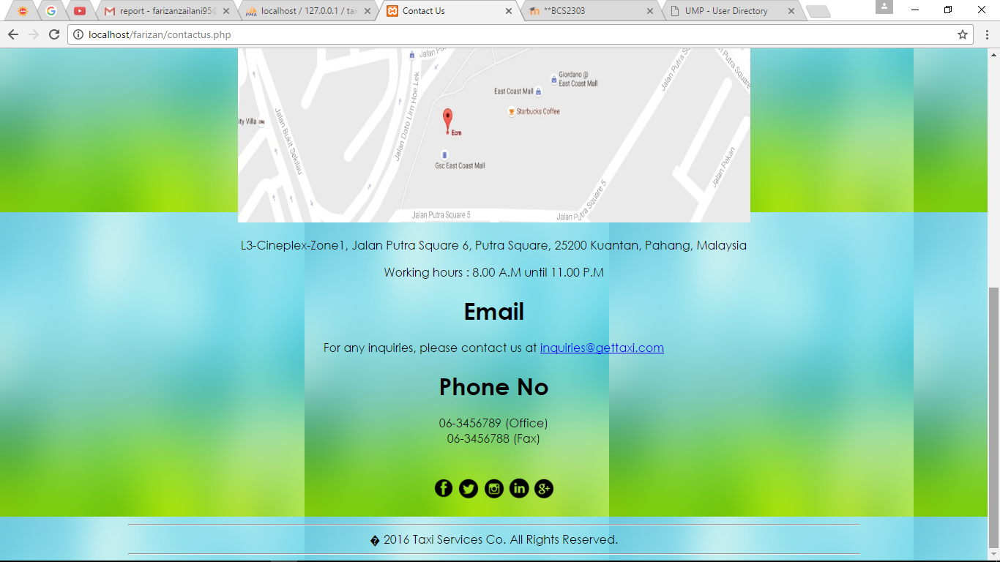 report - farizanzailani95@
localhost / 127.0.0.1 / ta
Contact Us
**BCS2303
UMP - User Directory
localhost/farizan/contactus.php
Jalan Pu
Jalan Putra S
Jalan Putra Square
Giordano @
East Coast Mall
East Coast Mall
Starbucks Coffee
ity Villa
Jalan Bukit Sekilau
Jalan Dato Lim Hoe Lek
Ecm
Gsc East Coast Mall
Jalan Pekan
Jalan Putra Square 5
Jalan Pu
Putra Square 5
L3-Cineplex-Zone1, Jalan Putra Square 6, Putra Square, 25200 Kuantan, Pahang, Malaysia
Working hours : 8.00 A.M until 11.00 P.M
Email
For any inquiries, please contact us at inquiries@gettaxi.com
Phone No
06-3456789 (Office)
06-3456788 (Fax)
� 2016 Taxi Services Co. All Rights Reserved.